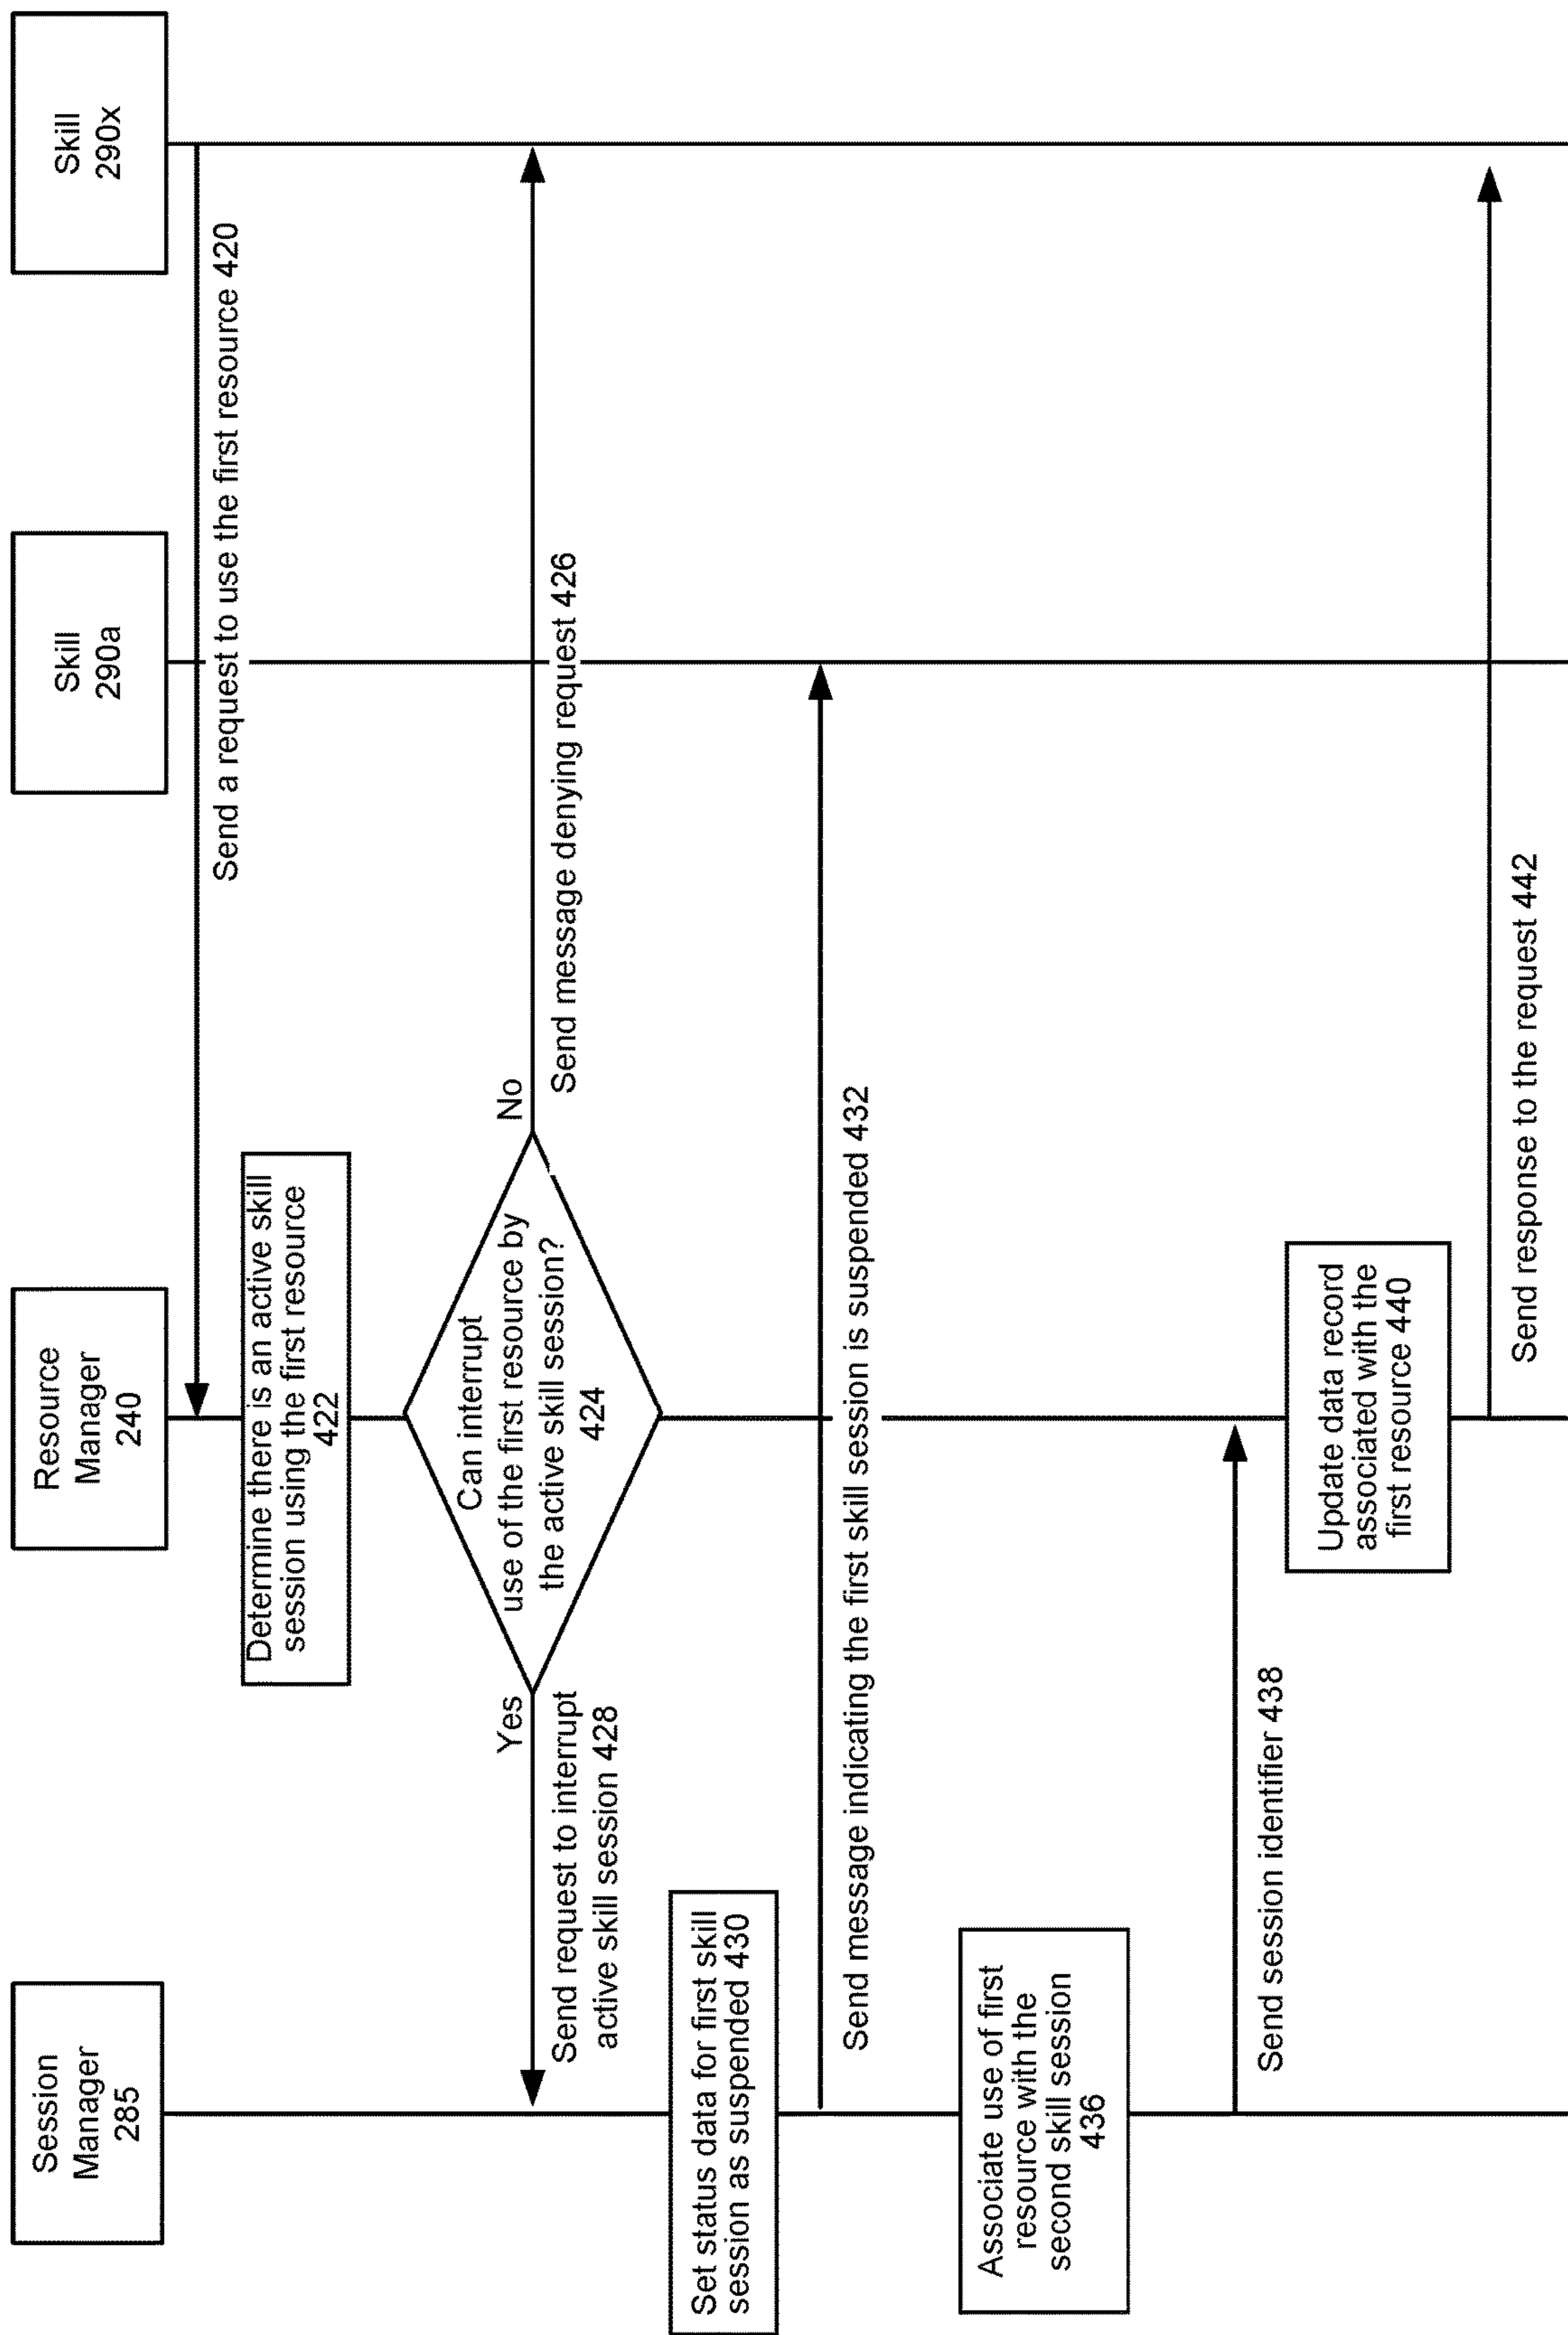 Session
Manager
285
Resource
Manager
240
Skill
290a
Skill
290x
Send a request to use the first resource 420
Determine there is an active skill
session using the first resource
422
Can interrupt
use of the first resource by
the active skill session?
424
Yes
No
Send request to interrupt
active skill session 428
Send message denying request 426
Set status data for first skill
session as suspended 430
Send message indicating the first skill session is suspended 432
Associate use of first
resource with the
second skill session
436
Send session identifier 438
Update data record
associated with the
first resource 440
Send response to the request 442